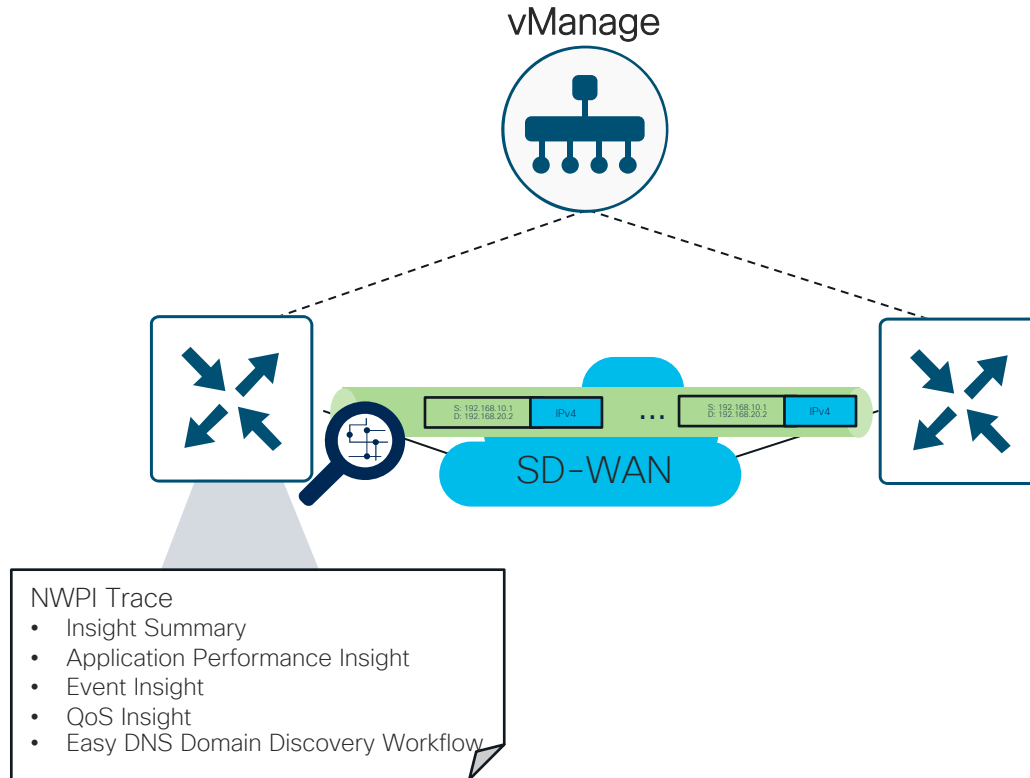 vManage
S: 192.168.10.1
D: 192.168.20.2
IPv4
...
S: 192.168.10.1
D: 192.168.20.2
IPv4
SD-WAN
NWPI Trace
• Insight Summary
• Application Performance Insight
• Event Insight
• QoS Insight
• Easy DNS Domain Discovery Workflow